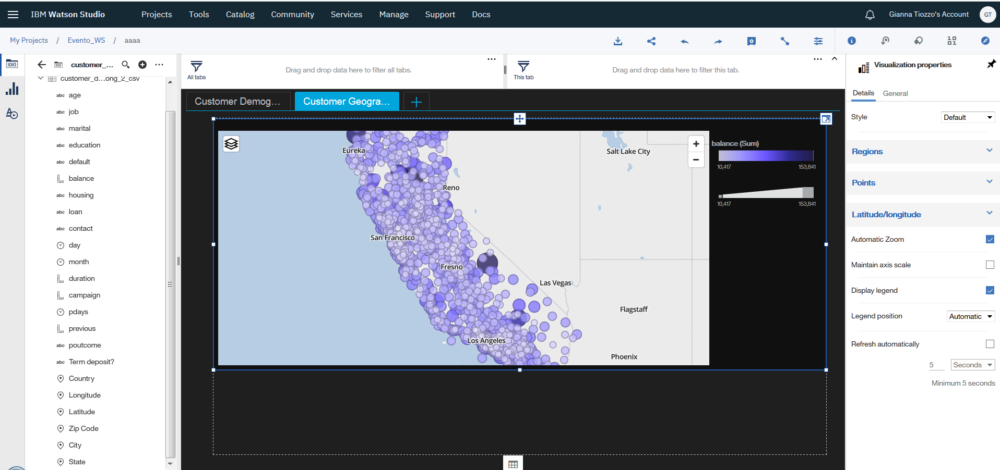 IBM Watson Studio
Projects
Tools
Catalog
Community
Services
Manage
Support
Docs
Gianna Tiozzo's Account
GT
My Projects / Evento_WS / aaaa
customer_...
customer_d...ong_2_csv
abc age
abc job
abc marital
abc education
abc default
balance
abc housing
abc loan
abc contact
day
month
duration
campaign
pdays
previous
abc poutcome
abc Term deposit?
Country
Longitude
Latitude
Zip Code
City
State
All tabs
Drag and drop data here to filter all tabs.
This tab
Drag and drop data here to filter this tab.
Customer Demog...
Customer Geogra...
Eureka
Reno
Salt Lake City
San Francisco
Fresno
Las Vegas
Flagstaff
Los Angeles
Phoenix
balance (Sum)
10,417 153,841
10,417 153,841
Visualization properties
Details
General
Style
Default
Regions
Points
Latitude/longitude
Automatic Zoom
Maintain axis scale
Display legend
Legend position
Automatic
Refresh automatically
5
Seconds
Minimum 5 seconds